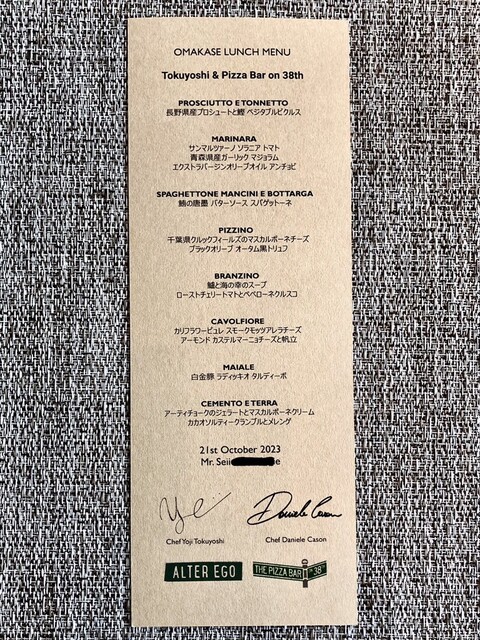 OMAKASE LUNCH MENU
Tokuyoshi & Pizza Bar on 38th
PROSCIUTTO E TONNETTO
長野県産プロシュートと鰹 ベジタブルピクルス
MARINARA
サンマルツァーノ ソラニア トマト
青森県産ガーリック マジョラム
エクストラバージンオリーブオイル アンチョビ
SPAGHETTONE MANCINI E BOTTARGA
鯔の唐墨 バターソース スパゲットーネ
PIZZINO
千葉県クルックフィールズのマスカルポーネチーズ
ブラックオリーブ オータム黒トリュフ
BRANZINO
鱸と海の幸のスープ
ローストチェリートマトとペペローネクルスコ
CAVOLFIORE
カリフラワーピュレ スモークモッツアレラチーズ
アーモンド カステルマーニョチーズと帆立
MAIALE
白金豚 ラディッキオ タルディーボ
CEMENTO E TERRA
アーティチョークのジェラートとマスカルポーネクリーム
カカオソルティークランブルとメレンゲ
21st October 2023
Mr. Seii
Daniele Cason
Chef Yoji Tokuyoshi
Chef Daniele Cason
ALTER EGO
THE PIZZA BAR ON 38TH